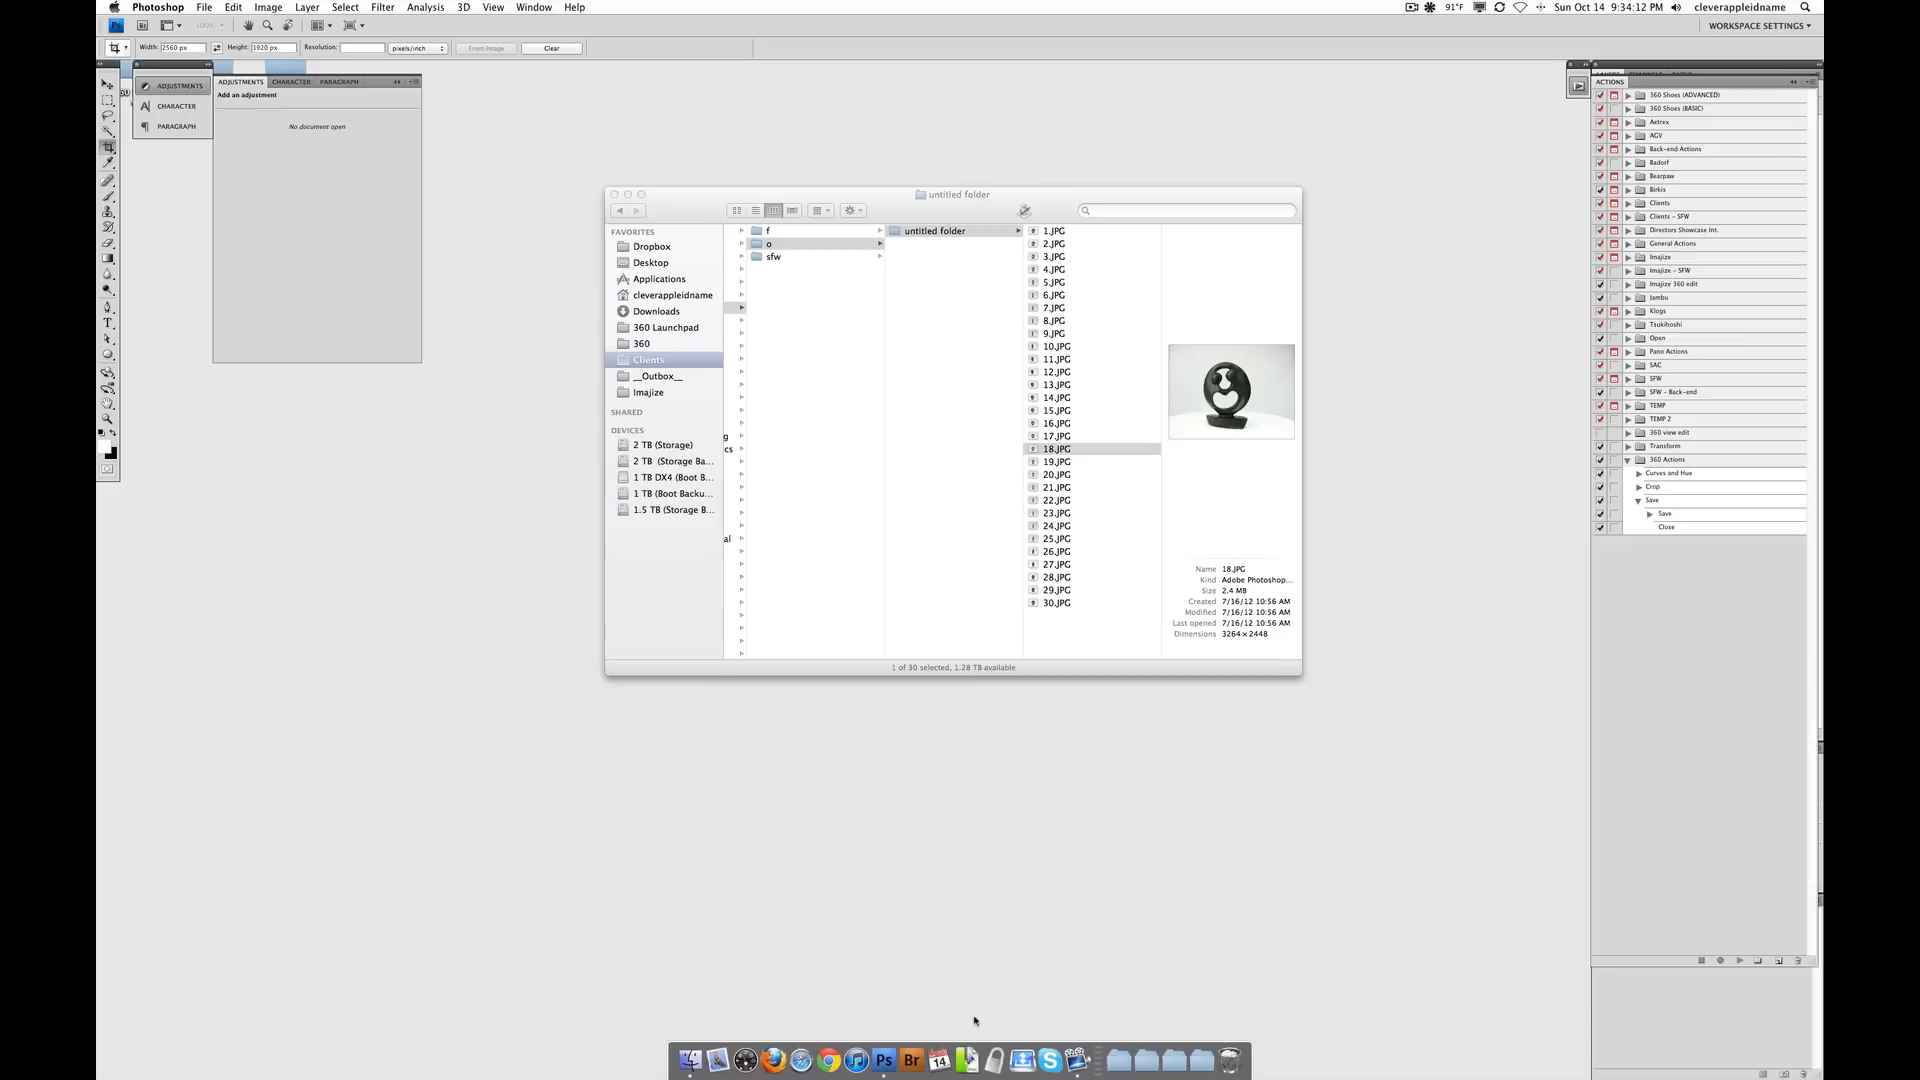 Photoshop File Edit Image Layer Select Filter Analysis 3D View Window Help
91°F Sun Oct 14 9:34:12 PM cleverappleidname
Ps Br 100% WORKSPACE SETTINGS
Width: 2560 px Height: 1920 px Resolution: pixels/inch Front Image Clear
ADJUSTMENTS
CHARACTER
PARAGRAPH
ADJUSTMENTS CHARACTER PARAGRAPH
Add an adjustment
No document open
untitled folder
FAVORITES
Dropbox
Desktop
Applications
cleverappleidname
Downloads
360 Launchpad
360
Clients
__Outbox__
Imajize
SHARED
DEVICES
2 TB (Storage)
2 TB (Storage Ba...
1 TB DX4 (Boot B...
1 TB (Boot Backu...
1.5 TB (Storage B...
g
cs
al
f
o
sfw
untitled folder
1.JPG
2.JPG
3.JPG
4.JPG
5.JPG
6.JPG
7.JPG
8.JPG
9.JPG
10.JPG
11.JPG
12.JPG
13.JPG
14.JPG
15.JPG
16.JPG
17.JPG
18.JPG
19.JPG
20.JPG
21.JPG
22.JPG
23.JPG
24.JPG
25.JPG
26.JPG
27.JPG
28.JPG
29.JPG
30.JPG
Name 18.JPG
Kind Adobe Photoshop...
Size 2.4 MB
Created 7/16/12 10:56 AM
Modified 7/16/12 10:56 AM
Last opened 7/16/12 10:56 AM
Dimensions 3264 × 2448
1 of 30 selected, 1.28 TB available
ACTIONS
360 Shoes (ADVANCED)
360 Shoes (BASIC)
Aetrex
AGV
Back-end Actions
Badorf
Bearpaw
Birkis
Clients
Clients - SFW
Directors Showcase Int.
General Actions
Imajize
Imajize - SFW
Imajize 360 edit
Jambu
Klogs
Tsukihoshi
Open
Pano Actions
SAC
SFW
SFW - Back-end
TEMP
TEMP 2
360 view edit
Transform
360 Actions
Curves and Hue
Crop
Save
Save
Close
Ps Br 14